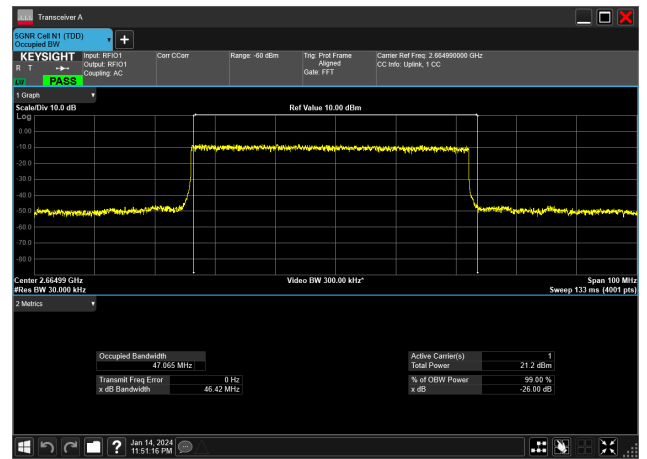 Transceiver A
5GNR Cell N1 (TDD)
Occupied BW
KEYSIGHT
R T
LW
PASS
Input: RFIO1
Output: RFIO1
Coupling: AC
Corr CCorr
Range: -60 dBm
Trig: Prot Frame
Aligned
Gate: FFT
Carrier Ref Freq: 2.664990000 GHz
CC Info: Uplink, 1 CC
1 Graph
Scale/Div 10.0 dB
Ref Value 10.00 dBm
Log
0.00
-10.0
-20.0
-30.0
-40.0
-50.0
-60.0
-70.0
-80.0
Center 2.66499 GHz
Video BW 300.00 kHz*
Span 100 MHz
#Res BW 30.000 kHz
Sweep 133 ms (4001 pts)
2 Metrics
Occupied Bandwidth
47.065 MHz
Active Carrier(s) 1
Total Power 21.2 dBm
Transmit Freq Error 0 Hz
x dB Bandwidth 46.42 MHz
% of OBW Power 99.00 %
x dB -26.00 dB
Jan 14, 2024
11:51:16 PM